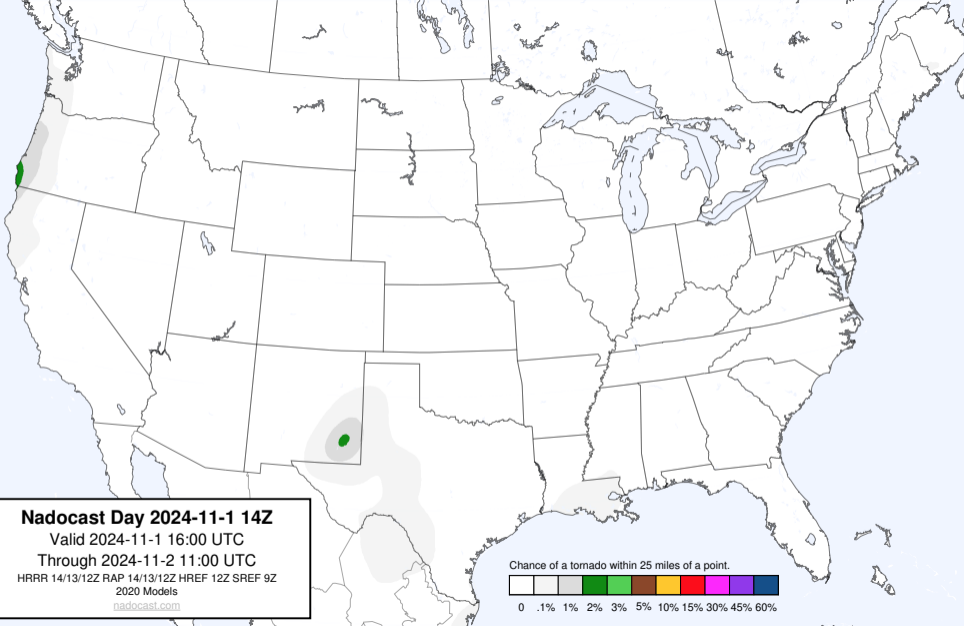 Nadocast Day 2024-11-1 14Z
Valid 2024-11-1 16:00 UTC
Through 2024-11-2 11:00 UTC
HRRR 14/13/12Z RAP 14/13/12Z HREF 12Z SREF 9Z
2020 Models
nadocast.com
Chance of a tornado within 25 miles of a point.
0 .1% 1% 2% 3% 5% 10% 15% 30% 45% 60%